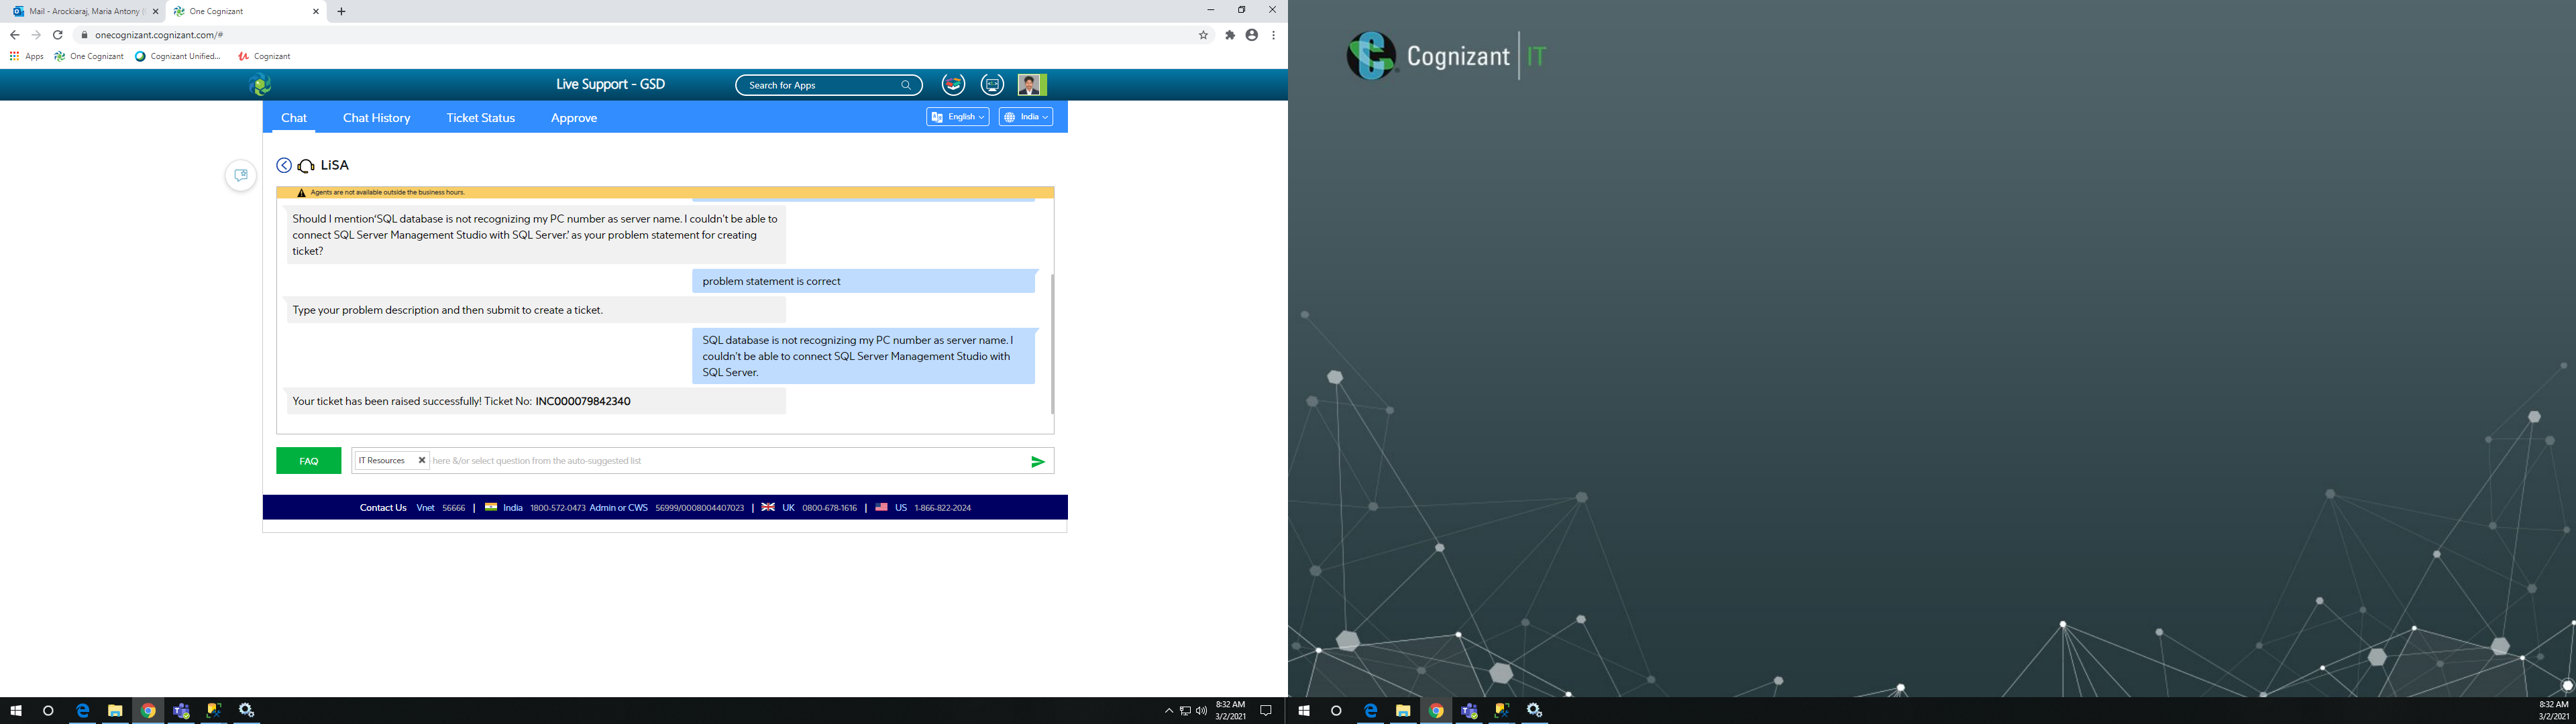 Mail - Arockiaraj, Maria Antony (
One Cognizant
onecognizant.cognizant.com/#
Apps
One Cognizant
Cognizant Unified...
Cognizant
Live Support - GSD
Search for Apps
Chat
Chat History
Ticket Status
Approve
English
India
LiSA
Agents are not available outside the business hours.
Should I mention'SQL database is not recognizing my PC number as server name. I couldn't be able to
connect SQL Server Management Studio with SQL Server.' as your problem statement for creating
ticket?
problem statement is correct
Type your problem description and then submit to create a ticket.
SQL database is not recognizing my PC number as server name. I
couldn't be able to connect SQL Server Management Studio with
SQL Server.
Your ticket has been raised successfully! Ticket No: INC000079842340
FAQ
IT Resources
here &/or select question from the auto-suggested list
Contact Us Vnet 56666 | India 1800-572-0473 Admin or CWS 56999/0008004407023 | UK 0800-678-1616 | US 1-866-822-2024
8:32 AM
3/2/2021
Cognizant | IT
8:32 AM
3/2/2021